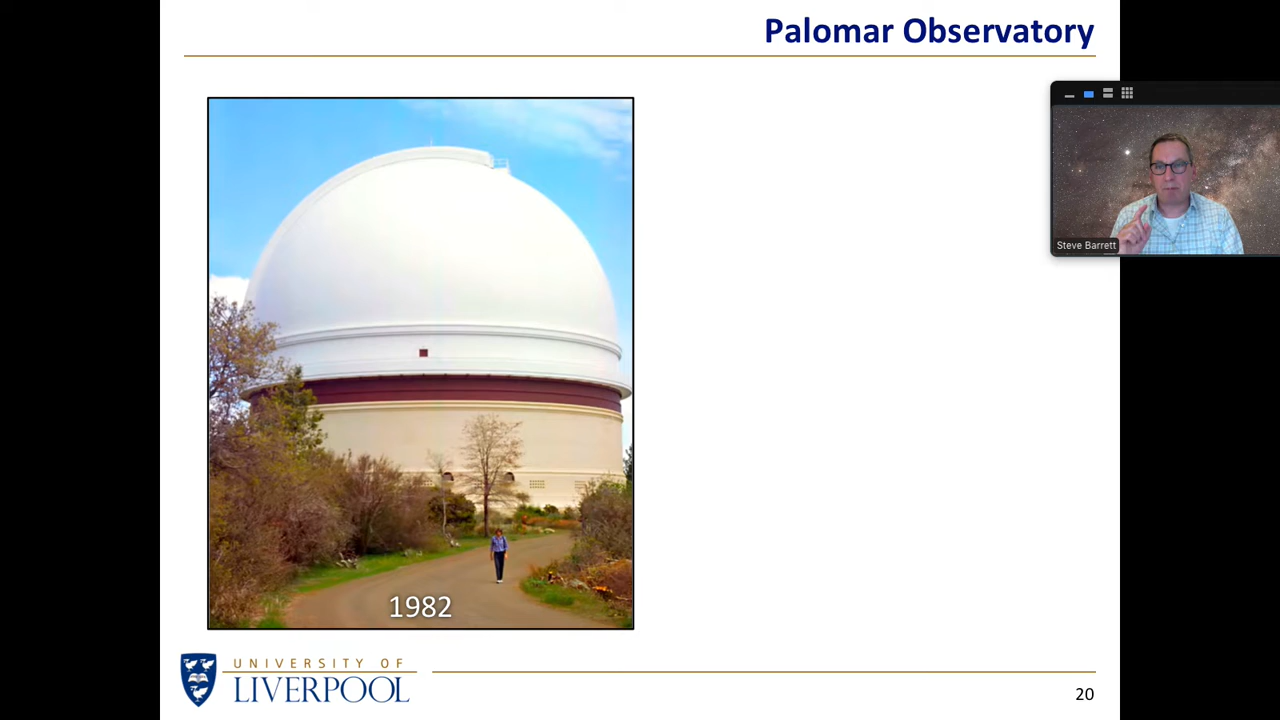 Palomar Observatory
Steve Barrett
1982
UNIVERSITY OF
LIVERPOOL
20